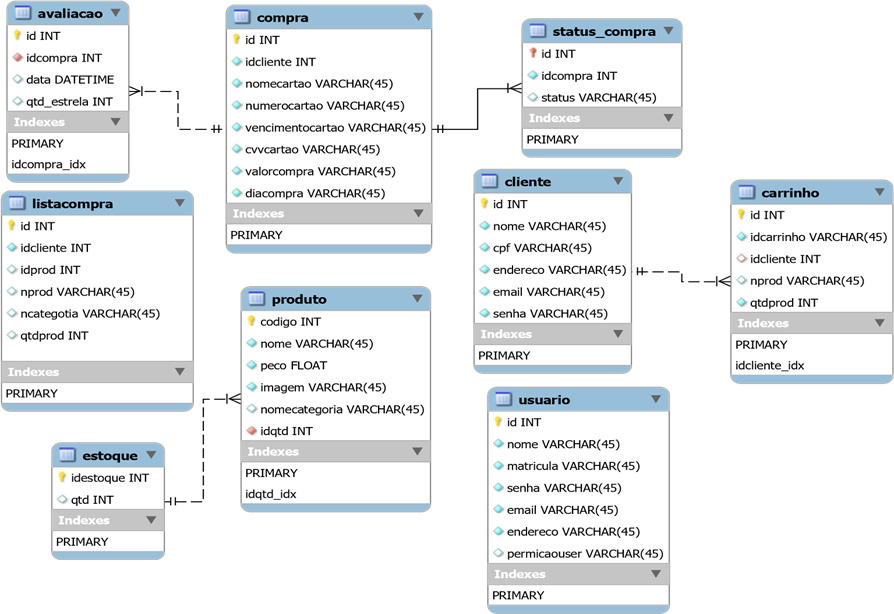 avaliacao
id INT
idcompra INT
data DATETIME
qtd_estrela INT
Indexes
PRIMARY
idcompra_idx
compra
id INT
idcliente INT
nomecartao VARCHAR(45)
numerocartao VARCHAR(45)
vencimentocartao VARCHAR(45)
cvvcartao VARCHAR(45)
valorcompra VARCHAR(45)
diacompra VARCHAR(45)
Indexes
PRIMARY
status_compra
id INT
idcompra INT
status VARCHAR(45)
Indexes
PRIMARY
listacompra
id INT
idcliente INT
idprod INT
nprod VARCHAR(45)
ncategotia VARCHAR(45)
qtdprod INT
Indexes
PRIMARY
cliente
id INT
nome VARCHAR(45)
cpf VARCHAR(45)
endereco VARCHAR(45)
email VARCHAR(45)
senha VARCHAR(45)
Indexes
PRIMARY
carrinho
id INT
idcarrinho VARCHAR(45)
idcliente INT
nprod VARCHAR(45)
qtdprod INT
Indexes
PRIMARY
idcliente_idx
produto
codigo INT
nome VARCHAR(45)
peco FLOAT
imagem VARCHAR(45)
nomecategoria VARCHAR(45)
idqtd INT
Indexes
PRIMARY
idqtd_idx
estoque
idestoque INT
qtd INT
Indexes
PRIMARY
usuario
id INT
nome VARCHAR(45)
matricula VARCHAR(45)
senha VARCHAR(45)
email VARCHAR(45)
endereco VARCHAR(45)
permicaouser VARCHAR(45)
Indexes
PRIMARY